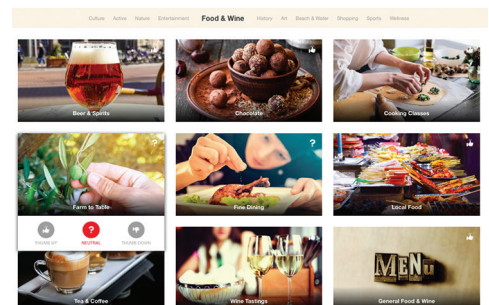 Culture Active Nature Entertainment Food & Wine History Art Beach & Water Shopping Sports Wellness
Beer & Spirits Chocolate Cooking Classes
?
Farm to Table Fine Dining Local Food
?
THUMB UP NEUTRAL THUMB DOWN
MENu
Tea & Coffee Wine Tastings General Food & Wine